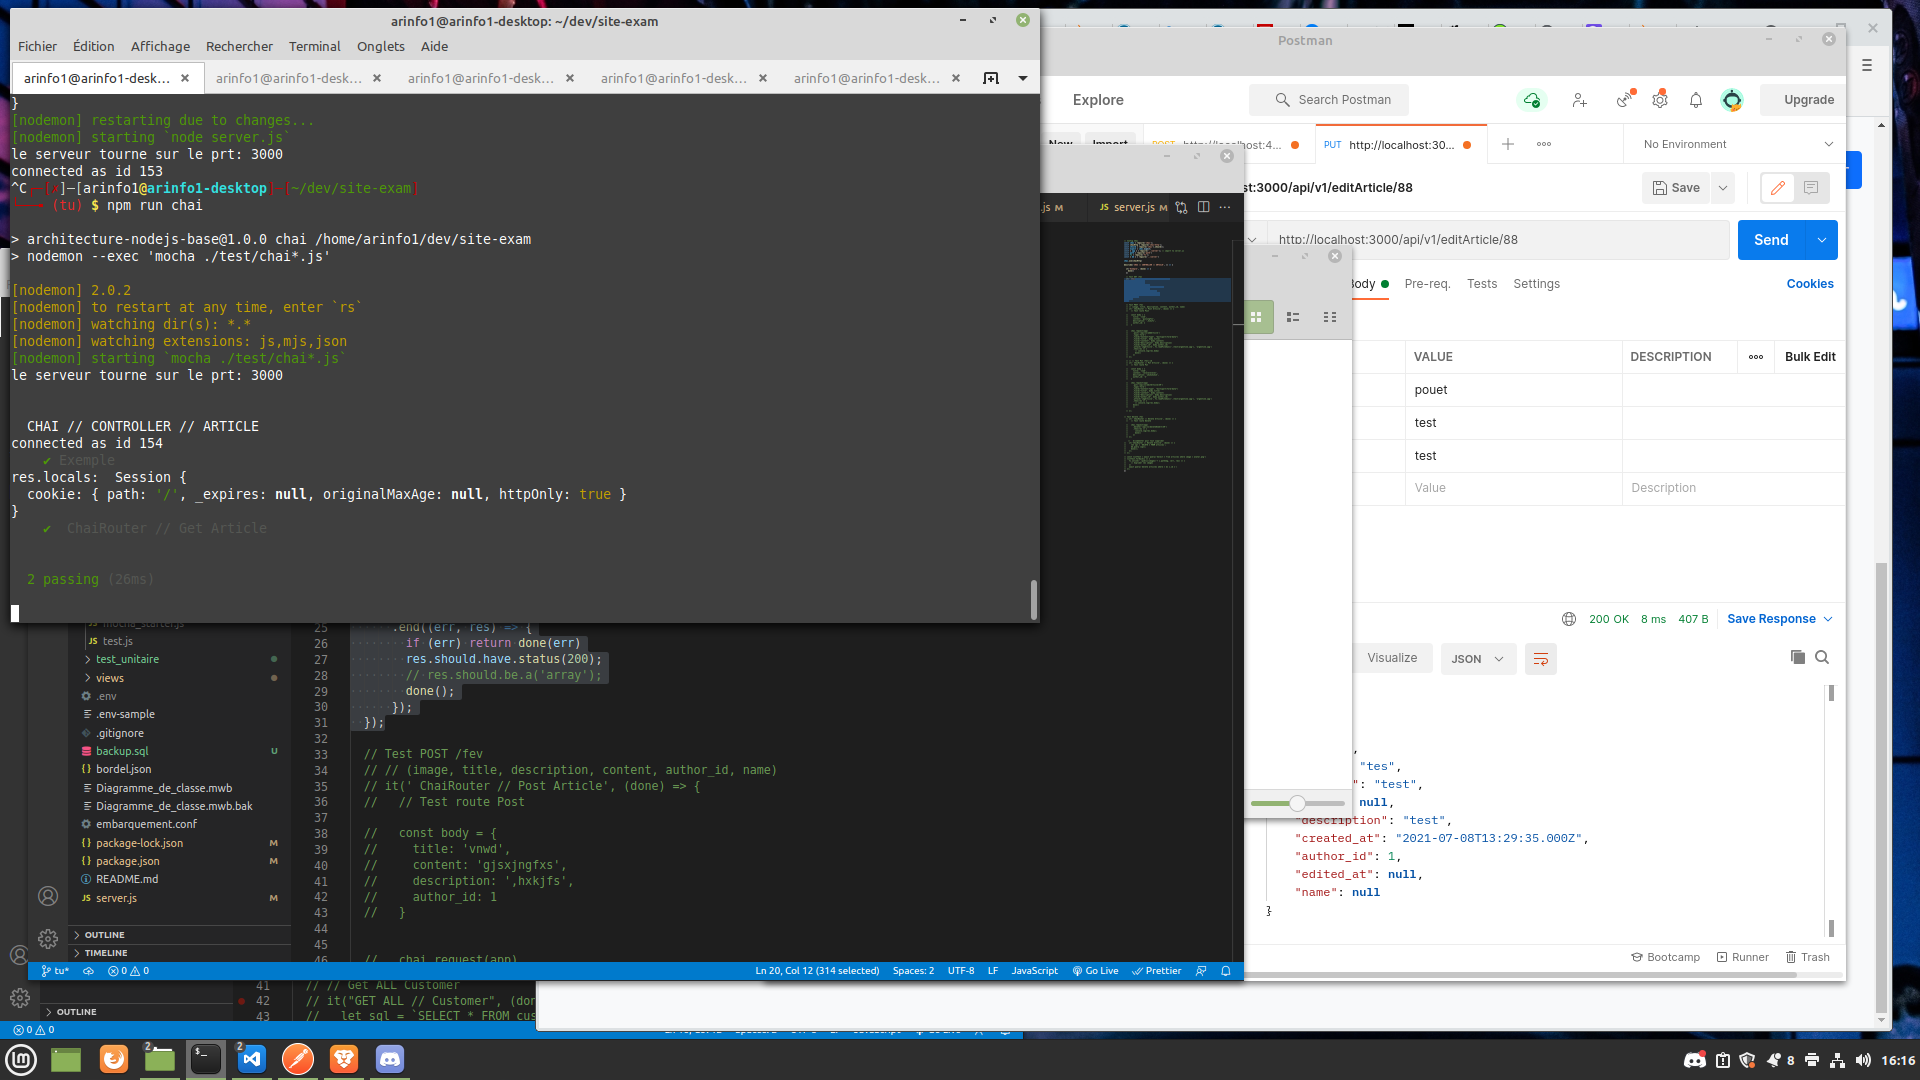 arinfo1@arinfo1-desktop: ~/dev/site-exam
Fichier Édition Affichage Rechercher Terminal Onglets Aide
arinfo1@arinfo1-desk... arinfo1@arinfo1-desk... arinfo1@arinfo1-desk... arinfo1@arinfo1-desk... arinfo1@arinfo1-desk...
}
[nodemon] restarting due to changes...
[nodemon] starting `node server.js`
le serveur tourne sur le prt: 3000
connected as id 153
^C ─[x]─[arinfo1@arinfo1-desktop]─[~/dev/site-exam]
• (tu) $ npm run chai
> architecture-nodejs-base@1.0.0 chai /home/arinfo1/dev/site-exam
> nodemon --exec 'mocha ./test/chai*.js'
[nodemon] 2.0.2
[nodemon] to restart at any time, enter `rs`
[nodemon] watching dir(s): *.*
[nodemon] watching extensions: js,mjs,json
[nodemon] starting `mocha ./test/chai*.js`
le serveur tourne sur le prt: 3000
CHAI // CONTROLLER // ARTICLE
connected as id 154
✔ Exemple
res.locals:  Session {
cookie: { path: '/', _expires: null, originalMaxAge: null, httpOnly: true }
}
✔  ChaiRouter // Get Article
2 passing (26ms)
mocha_starter.js
JS test.js
test_unitaire
views
.env
.env-sample
.gitignore
backup.sql U
bordel.json
Diagramme_de_classe.mwb
Diagramme_de_classe.mwb.bak
embarquement.conf
package-lock.json M
package.json M
README.md
JS server.js M
OUTLINE
TIMELINE
.js M JS server.js M
25 .end((err, res) => {
26 if (err) return done(err)
27 res.should.have.status(200);
28 // res.should.be.a('array');
29 done();
30 });
31 });
32
33 // Test POST /fev
34 // // (image, title, description, content, author_id, name)
35 // it(' ChaiRouter // Post Article', (done) => {
36 //   // Test route Post
37
38 //   const body = {
39 //     title: 'vnwd',
40 //     content: 'gjsxjngfxs',
41 //     description: ',hxkjfs',
42 //     author_id: 1
43 //   }
44
45
46 //   chai.request(app)
tu* 0 0 Ln 20, Col 12 (314 selected) Spaces: 2 UTF-8 LF JavaScript Go Live Prettier
41 // // Get ALL Customer
42 // it("GET ALL // Customer", (don
43 //   let sql = `SELECT * FROM cus
OUTLINE
0 0
Postman
Explore Search Postman Upgrade
New Import POST http://localhost:4... PUT http://localhost:30... No Environment
st:3000/api/v1/editArticle/88 Save
http://localhost:3000/api/v1/editArticle/88 Send
Body Pre-req. Tests Settings Cookies
VALUE DESCRIPTION Bulk Edit
pouet
test
test
Value Description
200 OK 8 ms 407 B Save Response
Visualize JSON
,
"tes",
": "test",
null,
"description": "test",
"created_at": "2021-07-08T13:29:35.000Z",
"author_id": 1,
"edited_at": null,
"name": null
}
Bootcamp Runner Trash
2 2 8 16:16